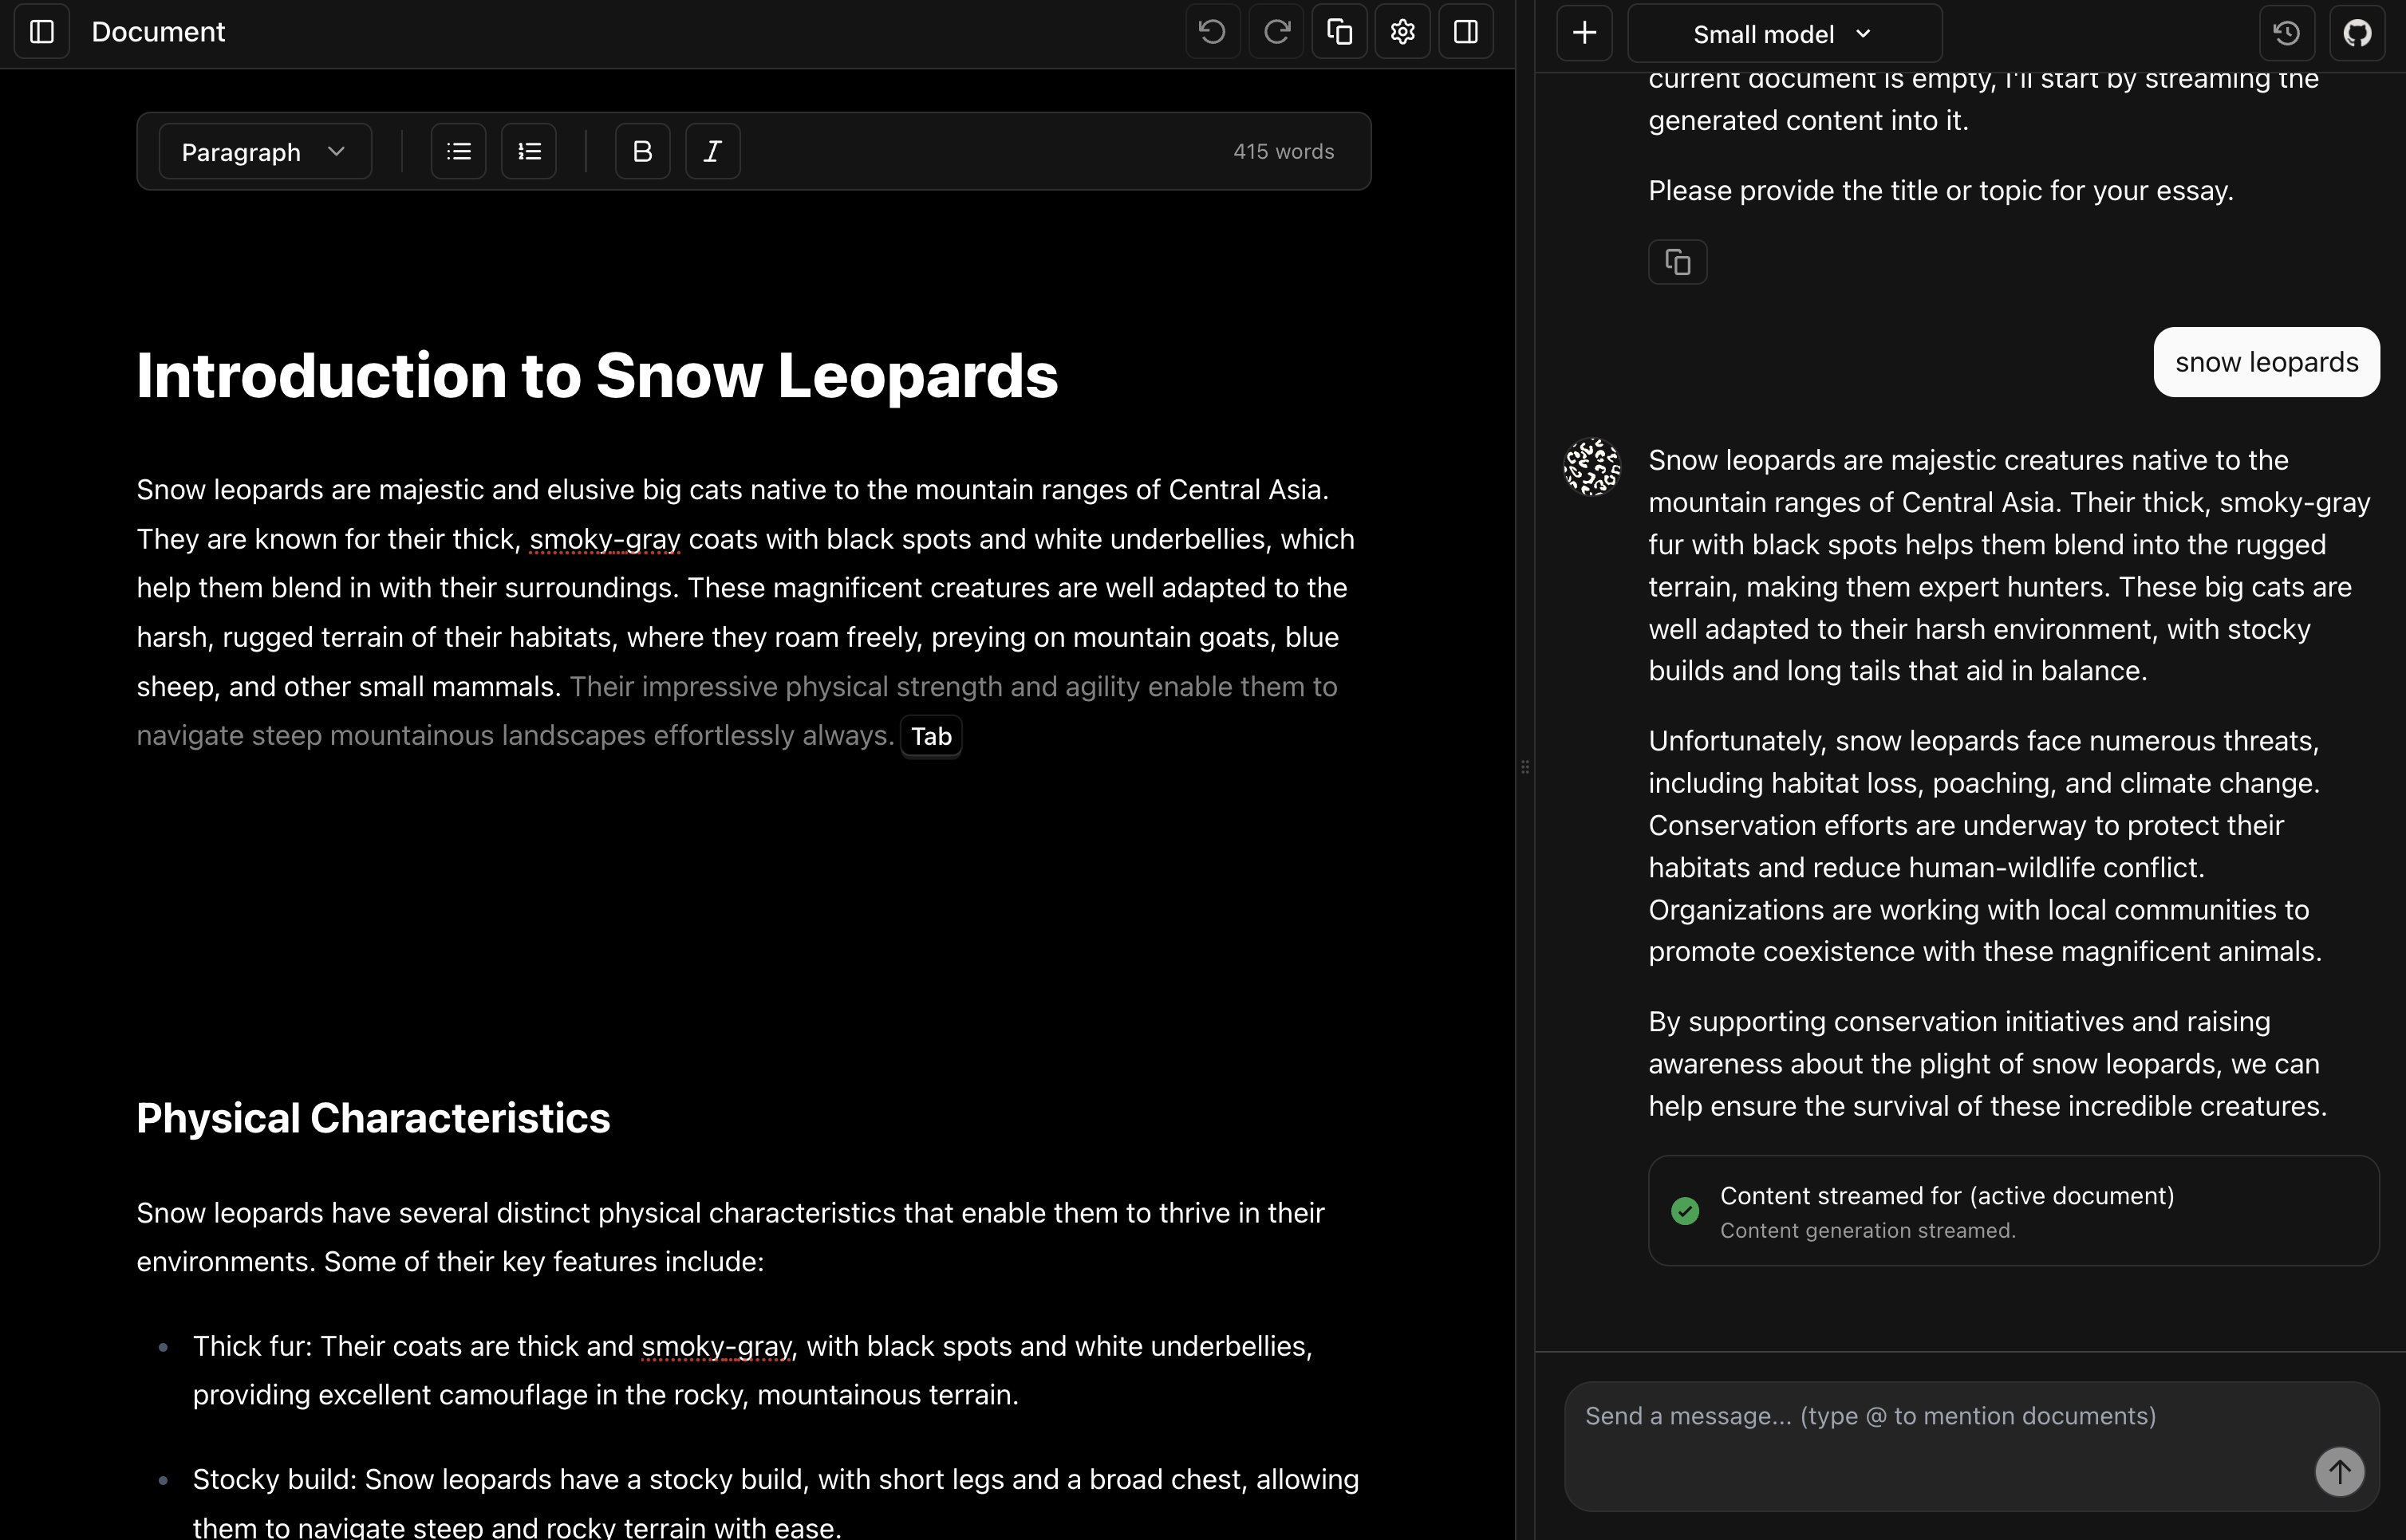 Document
Paragraph
B
I
415 words
Introduction to Snow Leopards
Snow leopards are majestic and elusive big cats native to the mountain ranges of Central Asia.
They are known for their thick, smoky-gray coats with black spots and white underbellies, which
help them blend in with their surroundings. These magnificent creatures are well adapted to the
harsh, rugged terrain of their habitats, where they roam freely, preying on mountain goats, blue
sheep, and other small mammals. Their impressive physical strength and agility enable them to
navigate steep mountainous landscapes effortlessly always. Tab
Physical Characteristics
Snow leopards have several distinct physical characteristics that enable them to thrive in their
environments. Some of their key features include:
• Thick fur: Their coats are thick and smoky-gray, with black spots and white underbellies,
providing excellent camouflage in the rocky, mountainous terrain.
• Stocky build: Snow leopards have a stocky build, with short legs and a broad chest, allowing
them to navigate steep and rocky terrain with ease.
Small model
current document is empty, I'll start by streaming the
generated content into it.
Please provide the title or topic for your essay.
snow leopards
Snow leopards are majestic creatures native to the
mountain ranges of Central Asia. Their thick, smoky-gray
fur with black spots helps them blend into the rugged
terrain, making them expert hunters. These big cats are
well adapted to their harsh environment, with stocky
builds and long tails that aid in balance.
Unfortunately, snow leopards face numerous threats,
including habitat loss, poaching, and climate change.
Conservation efforts are underway to protect their
habitats and reduce human-wildlife conflict.
Organizations are working with local communities to
promote coexistence with these magnificent animals.
By supporting conservation initiatives and raising
awareness about the plight of snow leopards, we can
help ensure the survival of these incredible creatures.
Content streamed for (active document)
Content generation streamed.
Send a message... (type @ to mention documents)